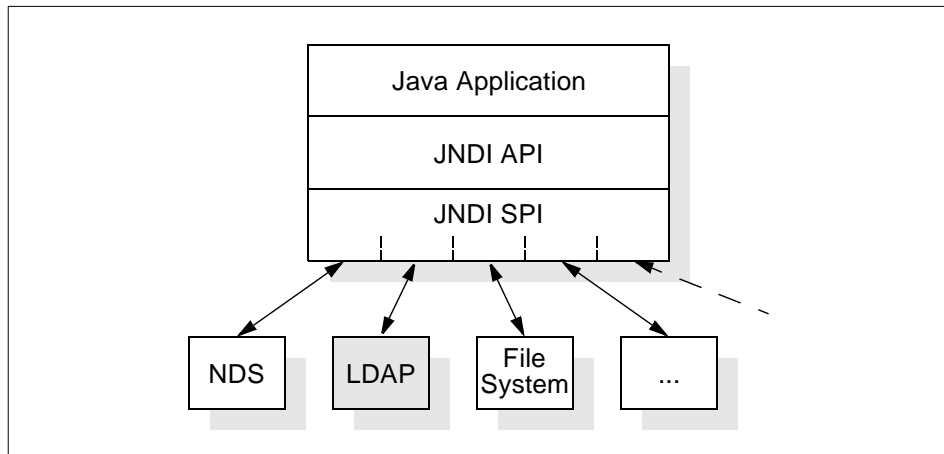 Java Application
JNDI API
JNDI SPI
NDS
LDAP
File
System
...